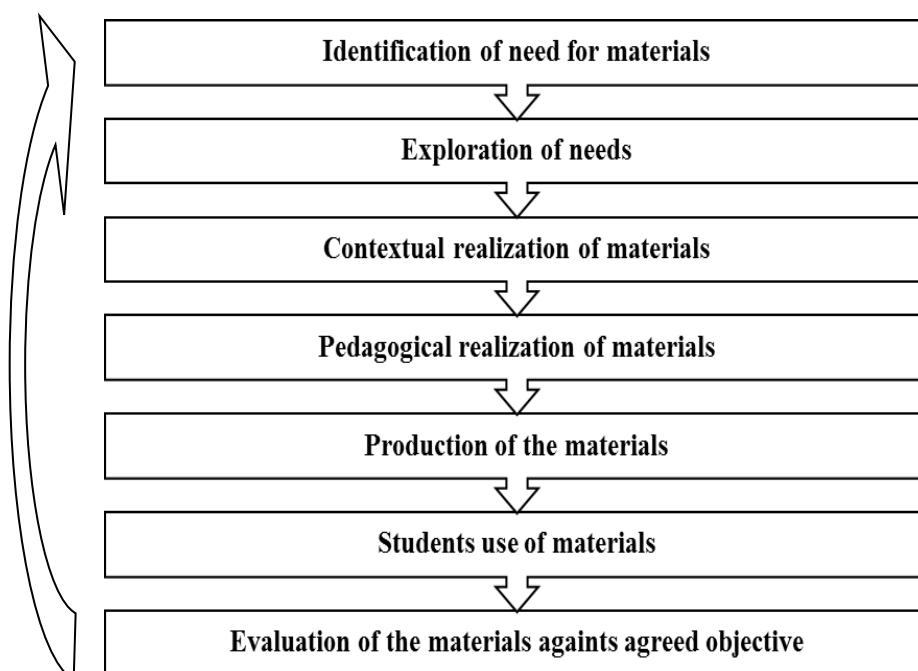 Identification of need for materials
Exploration of needs
Contextual realization of materials
Pedagogical realization of materials
Production of the materials
Students use of materials
Evaluation of the materials againts agreed objective